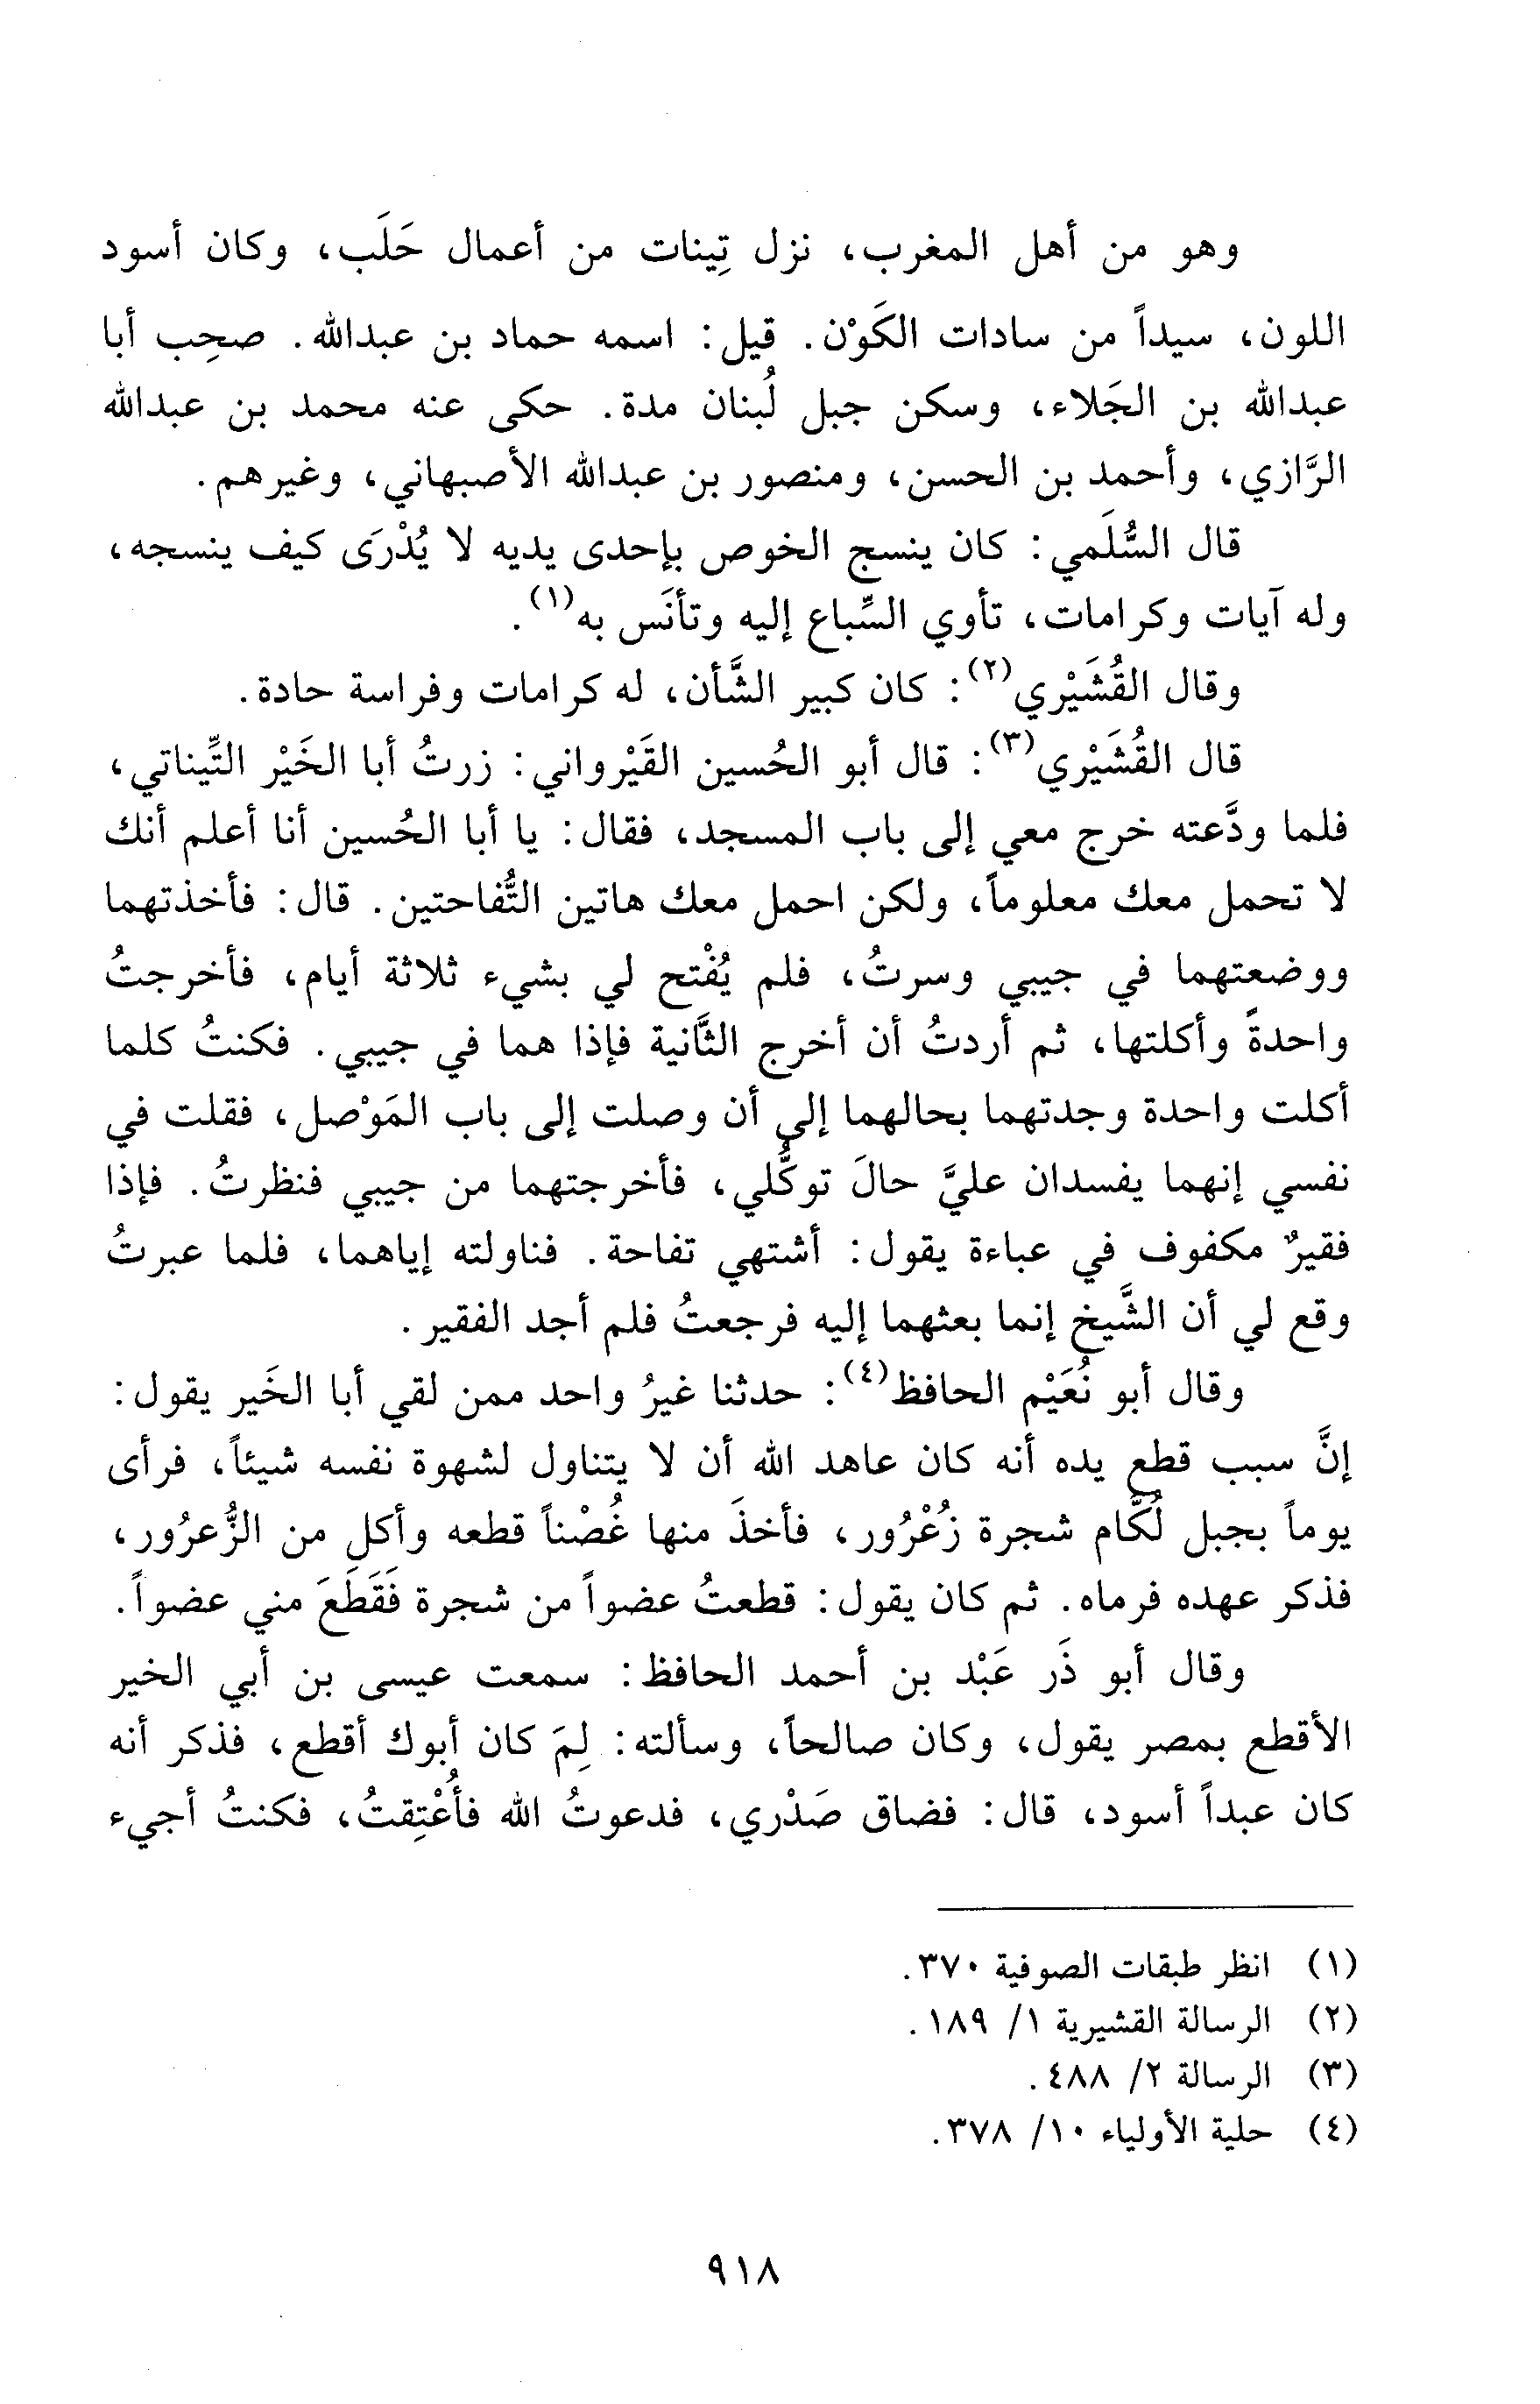 وهو من أهل المغرب، نزل تِينات من أعمال حَلَب، وكان أسود
اللون، سيداً من سادات الكَوْن. قيل: اسمه حماد بن عبدالله. صحِب أبا
عبدالله بن الجَلاء، وسكن جبل لُبنان مدة. حكى عنه محمد بن عبدالله
الرَّازي، وأحمد بن الحسن، ومنصور بن عبدالله الأصبهاني، وغيرهم.
قال السُّلَمي: كان ينسج الخوص بإحدى يديه لا يُدْرَى كيف ينسجه،
وله آيات وكرامات، تأوي السِّباع إليه وتأنَس به(١).
وقال القُشَيْري(٢): كان كبير الشَّأن، له كرامات وفراسة حادة.
قال القُشَيْري(٣): قال أبو الحُسين القَيْرواني: زرتُ أبا الخَيْر التِّيناتي،
فلما ودَّعته خرج معي إلى باب المسجد، فقال: يا أبا الحُسين أنا أعلم أنك
لا تحمل معك معلوماً، ولكن احمل معك هاتين التُّفاحتين. قال: فأخذتهما
ووضعتهما في جيبي وسرتُ، فلم يُفْتح لي بشيء ثلاثة أيام، فأخرجتُ
واحدةً وأكلتها، ثم أردتُ أن أخرج الثَّانية فإذا هما في جيبي. فكنتُ كلما
أكلت واحدة وجدتهما بحالهما إلى أن وصلت إلى باب المَوْصل، فقلت في
نفسي إنهما يفسدان عليَّ حالَ توكُّلي، فأخرجتهما من جيبي فنظرتُ. فإذا
فقيرٌ مكفوف في عباءة يقول: أشتهي تفاحة. فناولته إياهما، فلما عبرتُ
وقع لي أن الشَّيخ إنما بعثهما إليه فرجعتُ فلم أجد الفقير.
وقال أبو نُعَيْم الحافظ(٤): حدثنا غيرُ واحد ممن لقي أبا الخَير يقول:
إنَّ سبب قطع يده أنه كان عاهد الله أن لا يتناول لشهوة نفسه شيئاً، فرأى
يوماً بجبل لُكَّام شجرة زُعْرُور، فأخذَ منها غُصْناً قطعه وأكل من الزُّعرُور،
فذكر عهده فرماه. ثم كان يقول: قطعتُ عضواً من شجرة فَقَطَعَ مني عضواً.
وقال أبو ذَر عَبْد بن أحمد الحافظ: سمعت عيسى بن أبي الخير
الأقطع بمصر يقول، وكان صالحاً، وسألته: لِمَ كان أبوك أقطع، فذكر أنه
كان عبداً أسود، قال: فضاق صَدْري، فدعوتُ الله فأُعْتِقتُ، فكنتُ أجيء
(١) انظر طبقات الصوفية ٣٧٠.
(٢) الرسالة القشيرية ١/ ١٨٩.
(٣) الرسالة ٢/ ٤٨٨.
(٤) حلية الأولياء ١٠/ ٣٧٨.
٩١٨